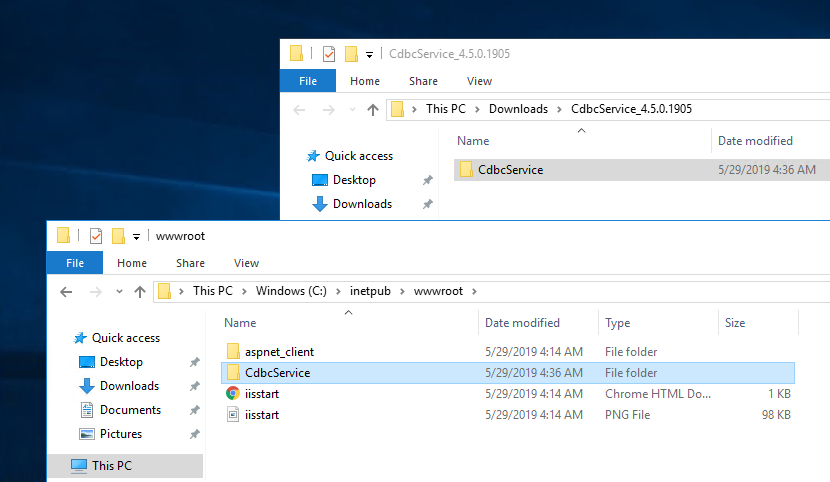 CdbcService_4.5.0.1905
File Home Share View
This PC Downloads CdbcService_4.5.0.1905
Name Date modified
Quick access
CdbcService 5/29/2019 4:36 AM
Desktop
Downloads
wwwroot
File Home Share View
This PC Windows (C:) inetpub wwwroot
Name Date modified Type Size
Quick access
aspnet_client 5/29/2019 4:14 AM File folder
Desktop
CdbcService 5/29/2019 4:36 AM File folder
Downloads
iisstart 5/29/2019 4:14 AM Chrome HTML Do... 1 KB
Documents
iisstart 5/29/2019 4:14 AM PNG File 98 KB
Pictures
This PC